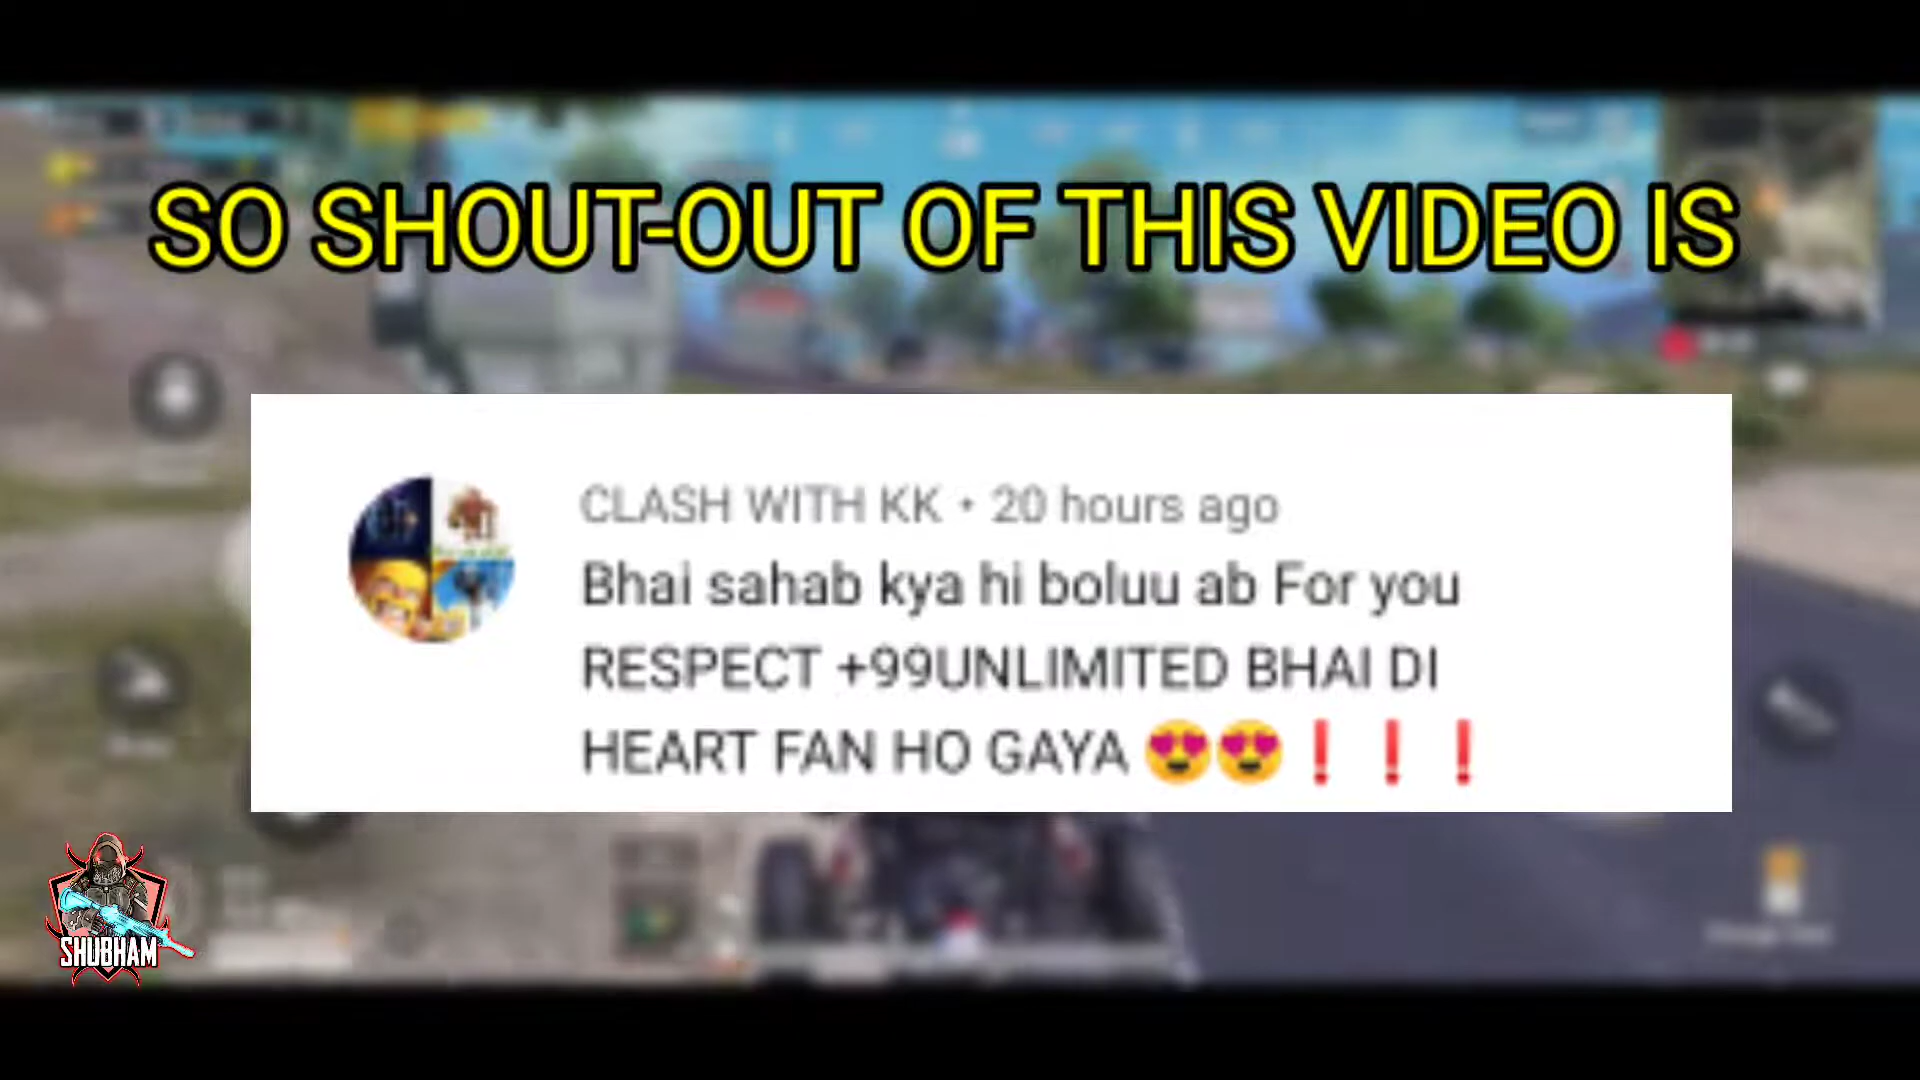 SO SHOUT-OUT OF THIS VIDEO IS
CLASH WITH KK • 20 hours ago
Bhai sahab kya hi boluu ab For you
RESPECT +99UNLIMITED BHAI DI
HEART FAN HO GAYA 😍😍❗❗❗
SHUBHAM